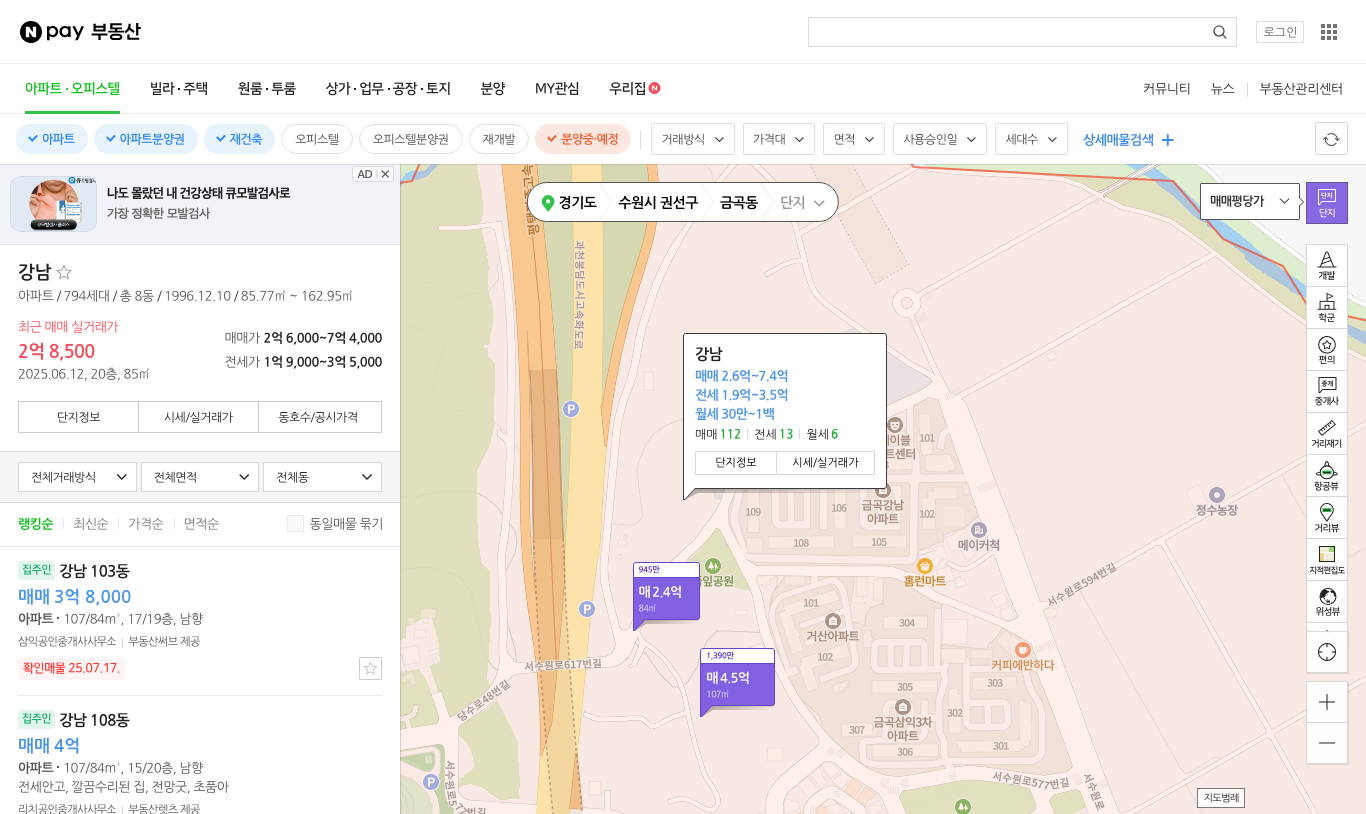 N pay 부동산
로그인
아파트·오피스텔
빌라·주택
원룸·투룸
상가·업무·공장·토지
분양
MY관심
우리집 N
커뮤니티
뉴스
부동산관리센터
아파트
아파트분양권
재건축
오피스텔
오피스텔분양권
재개발
분양중·예정
거래방식
가격대
면적
사용승인일
세대수
상세매물검색
AD
나도 몰랐던 내 건강상태 큐모발검사로
가장 정확한 모발검사
강남
아파트 / 794세대 / 총 8동 / 1996.12.10 / 85.77㎡ ~ 162.95㎡
최근 매매 실거래가
2억 8,500
2025.06.12, 20층, 85㎡
매매가 2억 6,000~7억 4,000
전세가 1억 9,000~3억 5,000
단지정보
시세/실거래가
동호수/공시가격
전체거래방식
전체면적
전체동
랭킹순
최신순
가격순
면적순
동일매물 묶기
집주인 강남 103동
매매 3억 8,000
아파트 · 107/84㎡, 17/19층, 남향
삼익공인중개사사무소
부동산써브 제공
확인매물 25.07.17.
집주인 강남 108동
매매 4억
아파트 · 107/84㎡, 15/20층, 남향
전세안고, 깔끔수리된 집, 전망굿, 초품아
리치공인중개사사무소
부동산렛츠 제공
경기도
수원시 권선구
금곡동
단지
매매평당가
단지
단지
개발
학군
편의
중개
중개사
거리재기
항공뷰
거리뷰
지적편집도
위성뷰
지도범례
과천봉담도시고속화도로
강남
매매 2.6억~7.4억
전세 1.9억~3.5억
월세 30만~1백
매매 112
전세 13
월세 6
단지정보
시세/실거래가
이블
트센터
101
금곡강남
아파트
109
106
102
108
105
메이커척
정수농장
잎공원
홈런마트
서수원로594번길
945만
매 2.4억
84㎡
1,390만
매 4.5억
107㎡
101
거산아파트
102
304
커피에반하다
305
303
금곡삼익3차
아파트
302
307
306
301
서수원로617번길
당수로48번길
서수원로577번길
서수원로
서수원로57
P
P
P